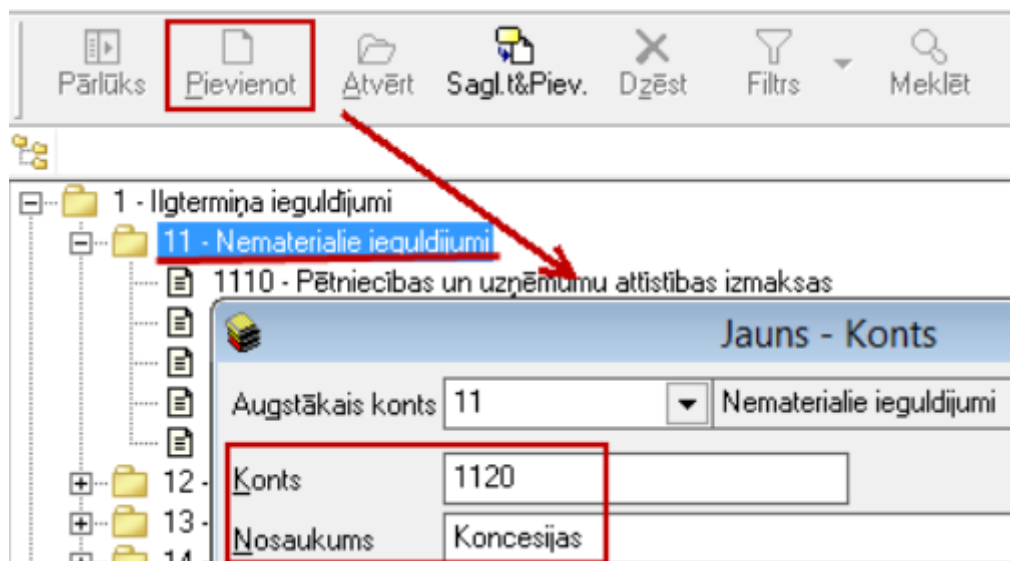 Pārlūks Pievienot Atvērt Sagl.t&Piev. Dzēst Filtrs Meklēt
1 - Ilgtermiņa ieguldījumi
11 - Nemateriālie ieguldījumi
1110 - Pētniecības un uzņēmumu attīstības izmaksas
Jauns - Konts
Augstākais konts 11 Nemateriālie ieguldījumi
12 - Konts 1120
13 - Nosaukums Koncesijas
14 -